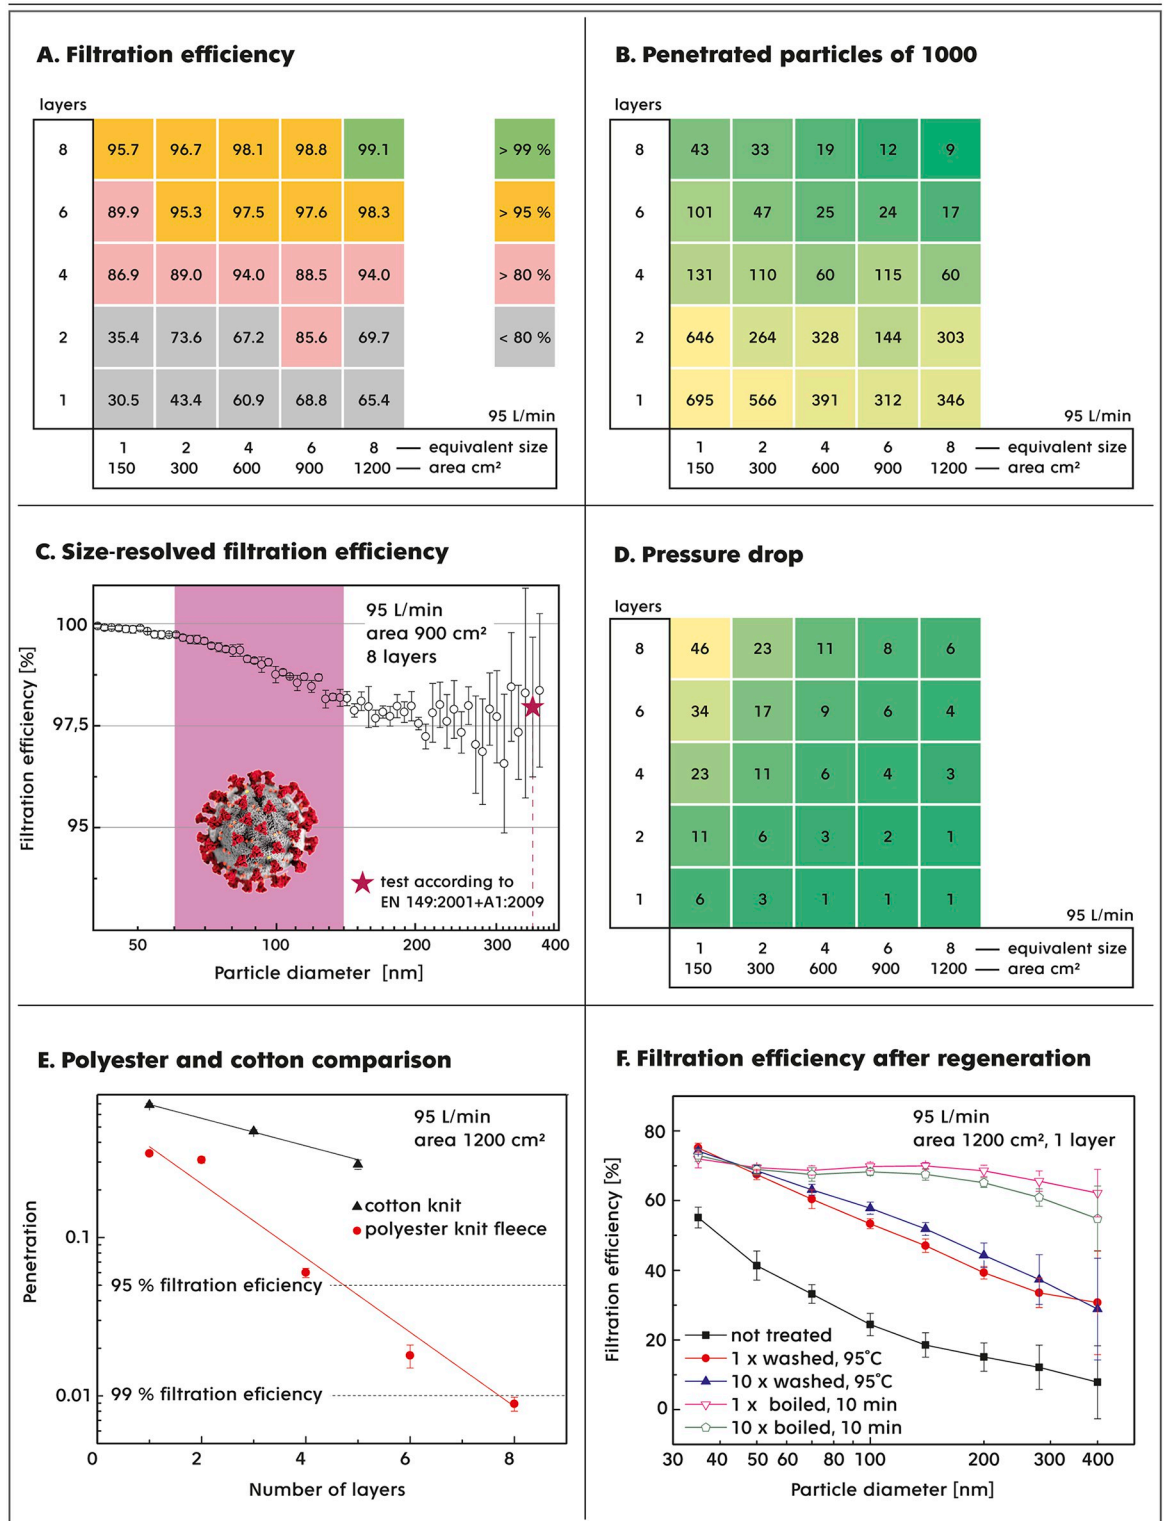 A. Filtration efficiency
layers
8 95.7 96.7 98.1 98.8 99.1 > 99 %
6 89.9 95.3 97.5 97.6 98.3 > 95 %
4 86.9 89.0 94.0 88.5 94.0 > 80 %
2 35.4 73.6 67.2 85.6 69.7 < 80 %
1 30.5 43.4 60.9 68.8 65.4
95 L/min
1 2 4 6 8 equivalent size
150 300 600 900 1200 area cm²
B. Penetrated particles of 1000
layers
8 43 33 19 12 9
6 101 47 25 24 17
4 131 110 60 115 60
2 646 264 328 144 303
1 695 566 391 312 346
95 L/min
1 2 4 6 8 equivalent size
150 300 600 900 1200 area cm²
C. Size-resolved filtration efficiency
95 L/min
area 900 cm²
8 layers
100
97,5
95
Filtration efficiency [%]
test according to
EN 149:2001+A1:2009
50 100 200 300 400
Particle diameter [nm]
D. Pressure drop
layers
8 46 23 11 8 6
6 34 17 9 6 4
4 23 11 6 4 3
2 11 6 3 2 1
1 6 3 1 1 1
95 L/min
1 2 4 6 8 equivalent size
150 300 600 900 1200 area cm²
E. Polyester and cotton comparison
95 L/min
area 1200 cm²
cotton knit
polyester knit fleece
0.1
Penetration
95 % filtration eficiency
0.01
99 % filtration eficiency
0 2 4 6 8
Number of layers
F. Filtration efficiency after regeneration
95 L/min
area 1200 cm², 1 layer
80
60
40
20
0
Filtration efficiency [%]
not treated
1 x washed, 95°C
10 x washed, 95°C
1 x boiled, 10 min
10 x boiled, 10 min
30 40 50 60 80 100 200 300 400
Particle diameter [nm]